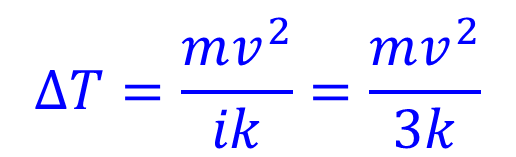 ΔT = mv²/ik = mv²/3k